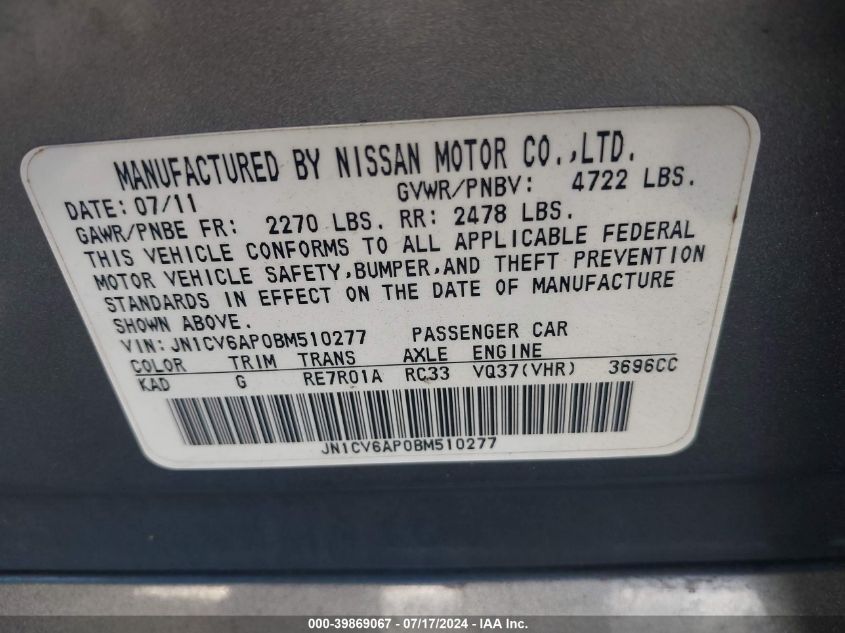 MANUFACTURED BY NISSAN MOTOR CO.,LTD.
DATE: 07/11 GVWR/PNBV: 4722 LBS.
GAWR/PNBE FR: 2270 LBS. RR: 2478 LBS.
THIS VEHICLE CONFORMS TO ALL APPLICABLE FEDERAL
MOTOR VEHICLE SAFETY,BUMPER,AND THEFT PREVENTION
STANDARDS IN EFFECT ON THE DATE OF MANUFACTURE
SHOWN ABOVE.
VIN: JN1CV6AP0BM510277 PASSENGER CAR
COLOR TRIM TRANS AXLE ENGINE
KAD G RE7R01A RC33 VQ37(VHR) 3696CC
JN1CV6AP0BM510277
000-39869067 - 07/17/2024 - IAA Inc.